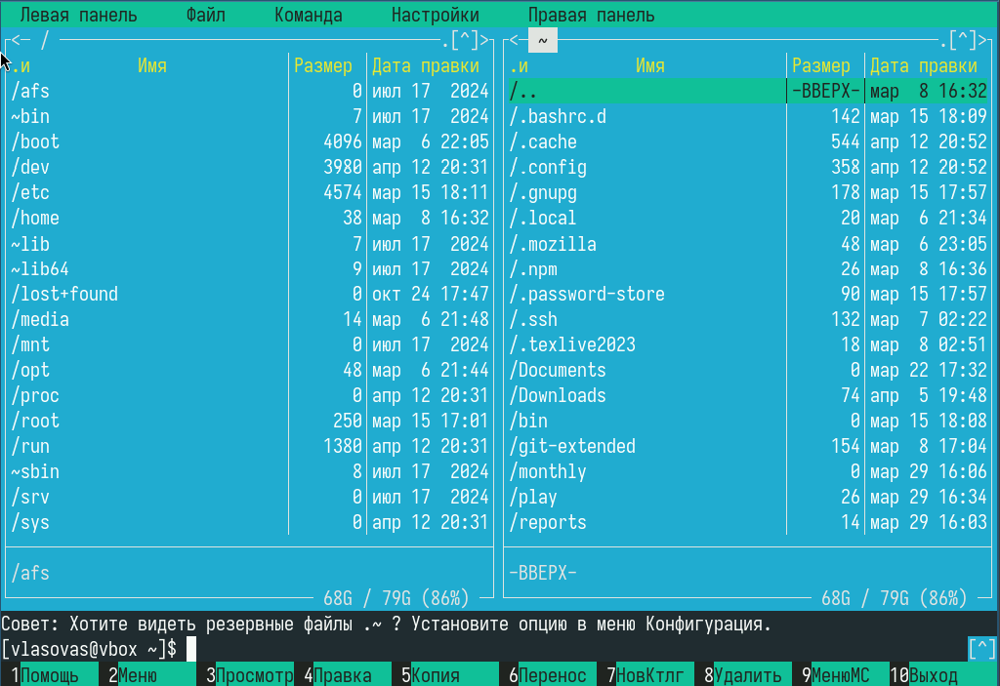 Левая панель Файл Команда Настройки Правая панель
<─ / .[^]> <─ ~ .[^]>
.и Имя Размер Дата правки .и Имя Размер Дата правки
/afs 0 июл 17 2024 /.. -ВВЕРХ- мар 8 16:32
~bin 7 июл 17 2024 /.bashrc.d 142 мар 15 18:09
/boot 4096 мар 6 22:05 /.cache 544 апр 12 20:52
/dev 3980 апр 12 20:31 /.config 358 апр 12 20:52
/etc 4574 мар 15 18:11 /.gnupg 178 мар 15 17:57
/home 38 мар 8 16:32 /.local 20 мар 6 21:34
~lib 7 июл 17 2024 /.mozilla 48 мар 6 23:05
~lib64 9 июл 17 2024 /.npm 26 мар 8 16:36
/lost+found 0 окт 24 17:47 /.password-store 90 мар 15 17:57
/media 14 мар 6 21:48 /.ssh 132 мар 7 02:22
/mnt 0 июл 17 2024 /.texlive2023 18 мар 8 02:51
/opt 48 мар 6 21:44 /Documents 0 мар 22 17:32
/proc 0 апр 12 20:31 /Downloads 74 апр 5 19:48
/root 250 мар 15 17:01 /bin 0 мар 15 18:08
/run 1380 апр 12 20:31 /git-extended 154 мар 8 17:04
~sbin 8 июл 17 2024 /monthly 0 мар 29 16:06
/srv 0 июл 17 2024 /play 26 мар 29 16:34
/sys 0 апр 12 20:31 /reports 14 мар 29 16:03
/afs -ВВЕРХ-
68G / 79G (86%) 68G / 79G (86%)
Совет: Хотите видеть резервные файлы .~ ? Установите опцию в меню Конфигурация.
[vlasovas@vbox ~]$ [^]
1Помощь 2Меню 3Просмотр 4Правка 5Копия 6Перенос 7НовКтлг 8Удалить 9МенюMC 10Выход